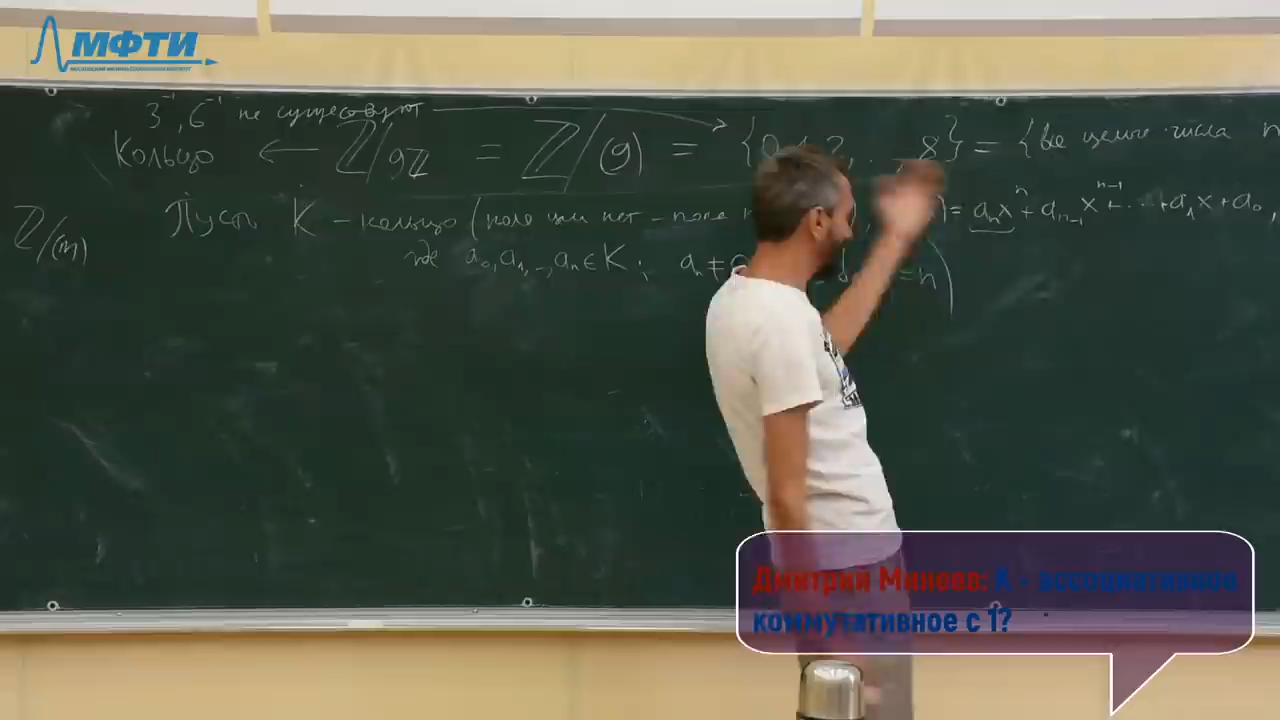 МФТИ
3⁻¹, 6⁻¹ не существуют
Кольцо ← ℤ/9ℤ = ℤ/(9) = {0, 1, 2, ..., 8} = {все целые числа
ℤ/(m)
Пусть K – кольцо (поле или нет – = aₙxⁿ + aₙ₋₁xⁿ⁻¹ + ... + a₁x + a₀,
где a₀, a₁, ..., aₙ ∈ K; aₙ ≠ = n)
Дмитрий Минеев: K - ассоциативное
коммутативное с 1?